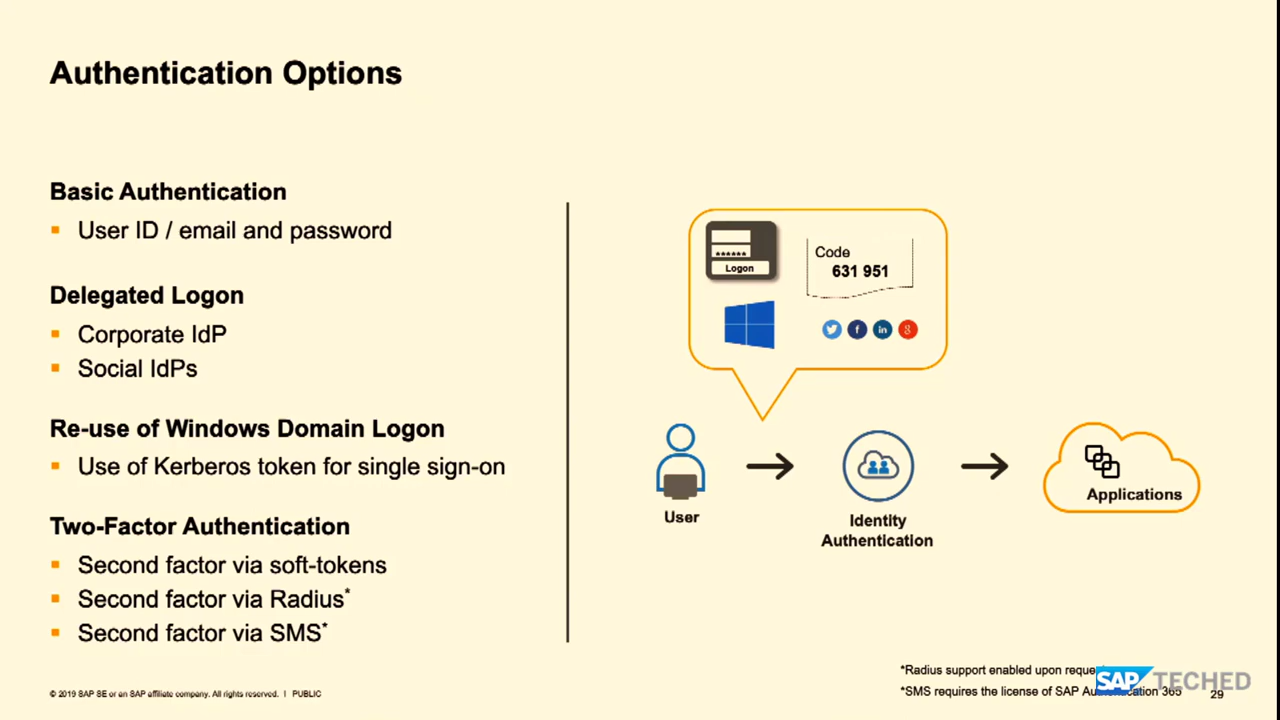 Authentication Options
Basic Authentication
User ID / email and password
Delegated Logon
Corporate IdP
Social IdPs
Re-use of Windows Domain Logon
Use of Kerberos token for single sign-on
Two-Factor Authentication
Second factor via soft-tokens
Second factor via Radius*
Second factor via SMS*
******
Logon
Code
631 951
User
Identity
Authentication
Applications
*Radius support enabled upon
*SMS requires the license of SAP 365
SAP TECHED
© 2019 SAP SE or an SAP affiliate company. All rights reserved. | PUBLIC
29